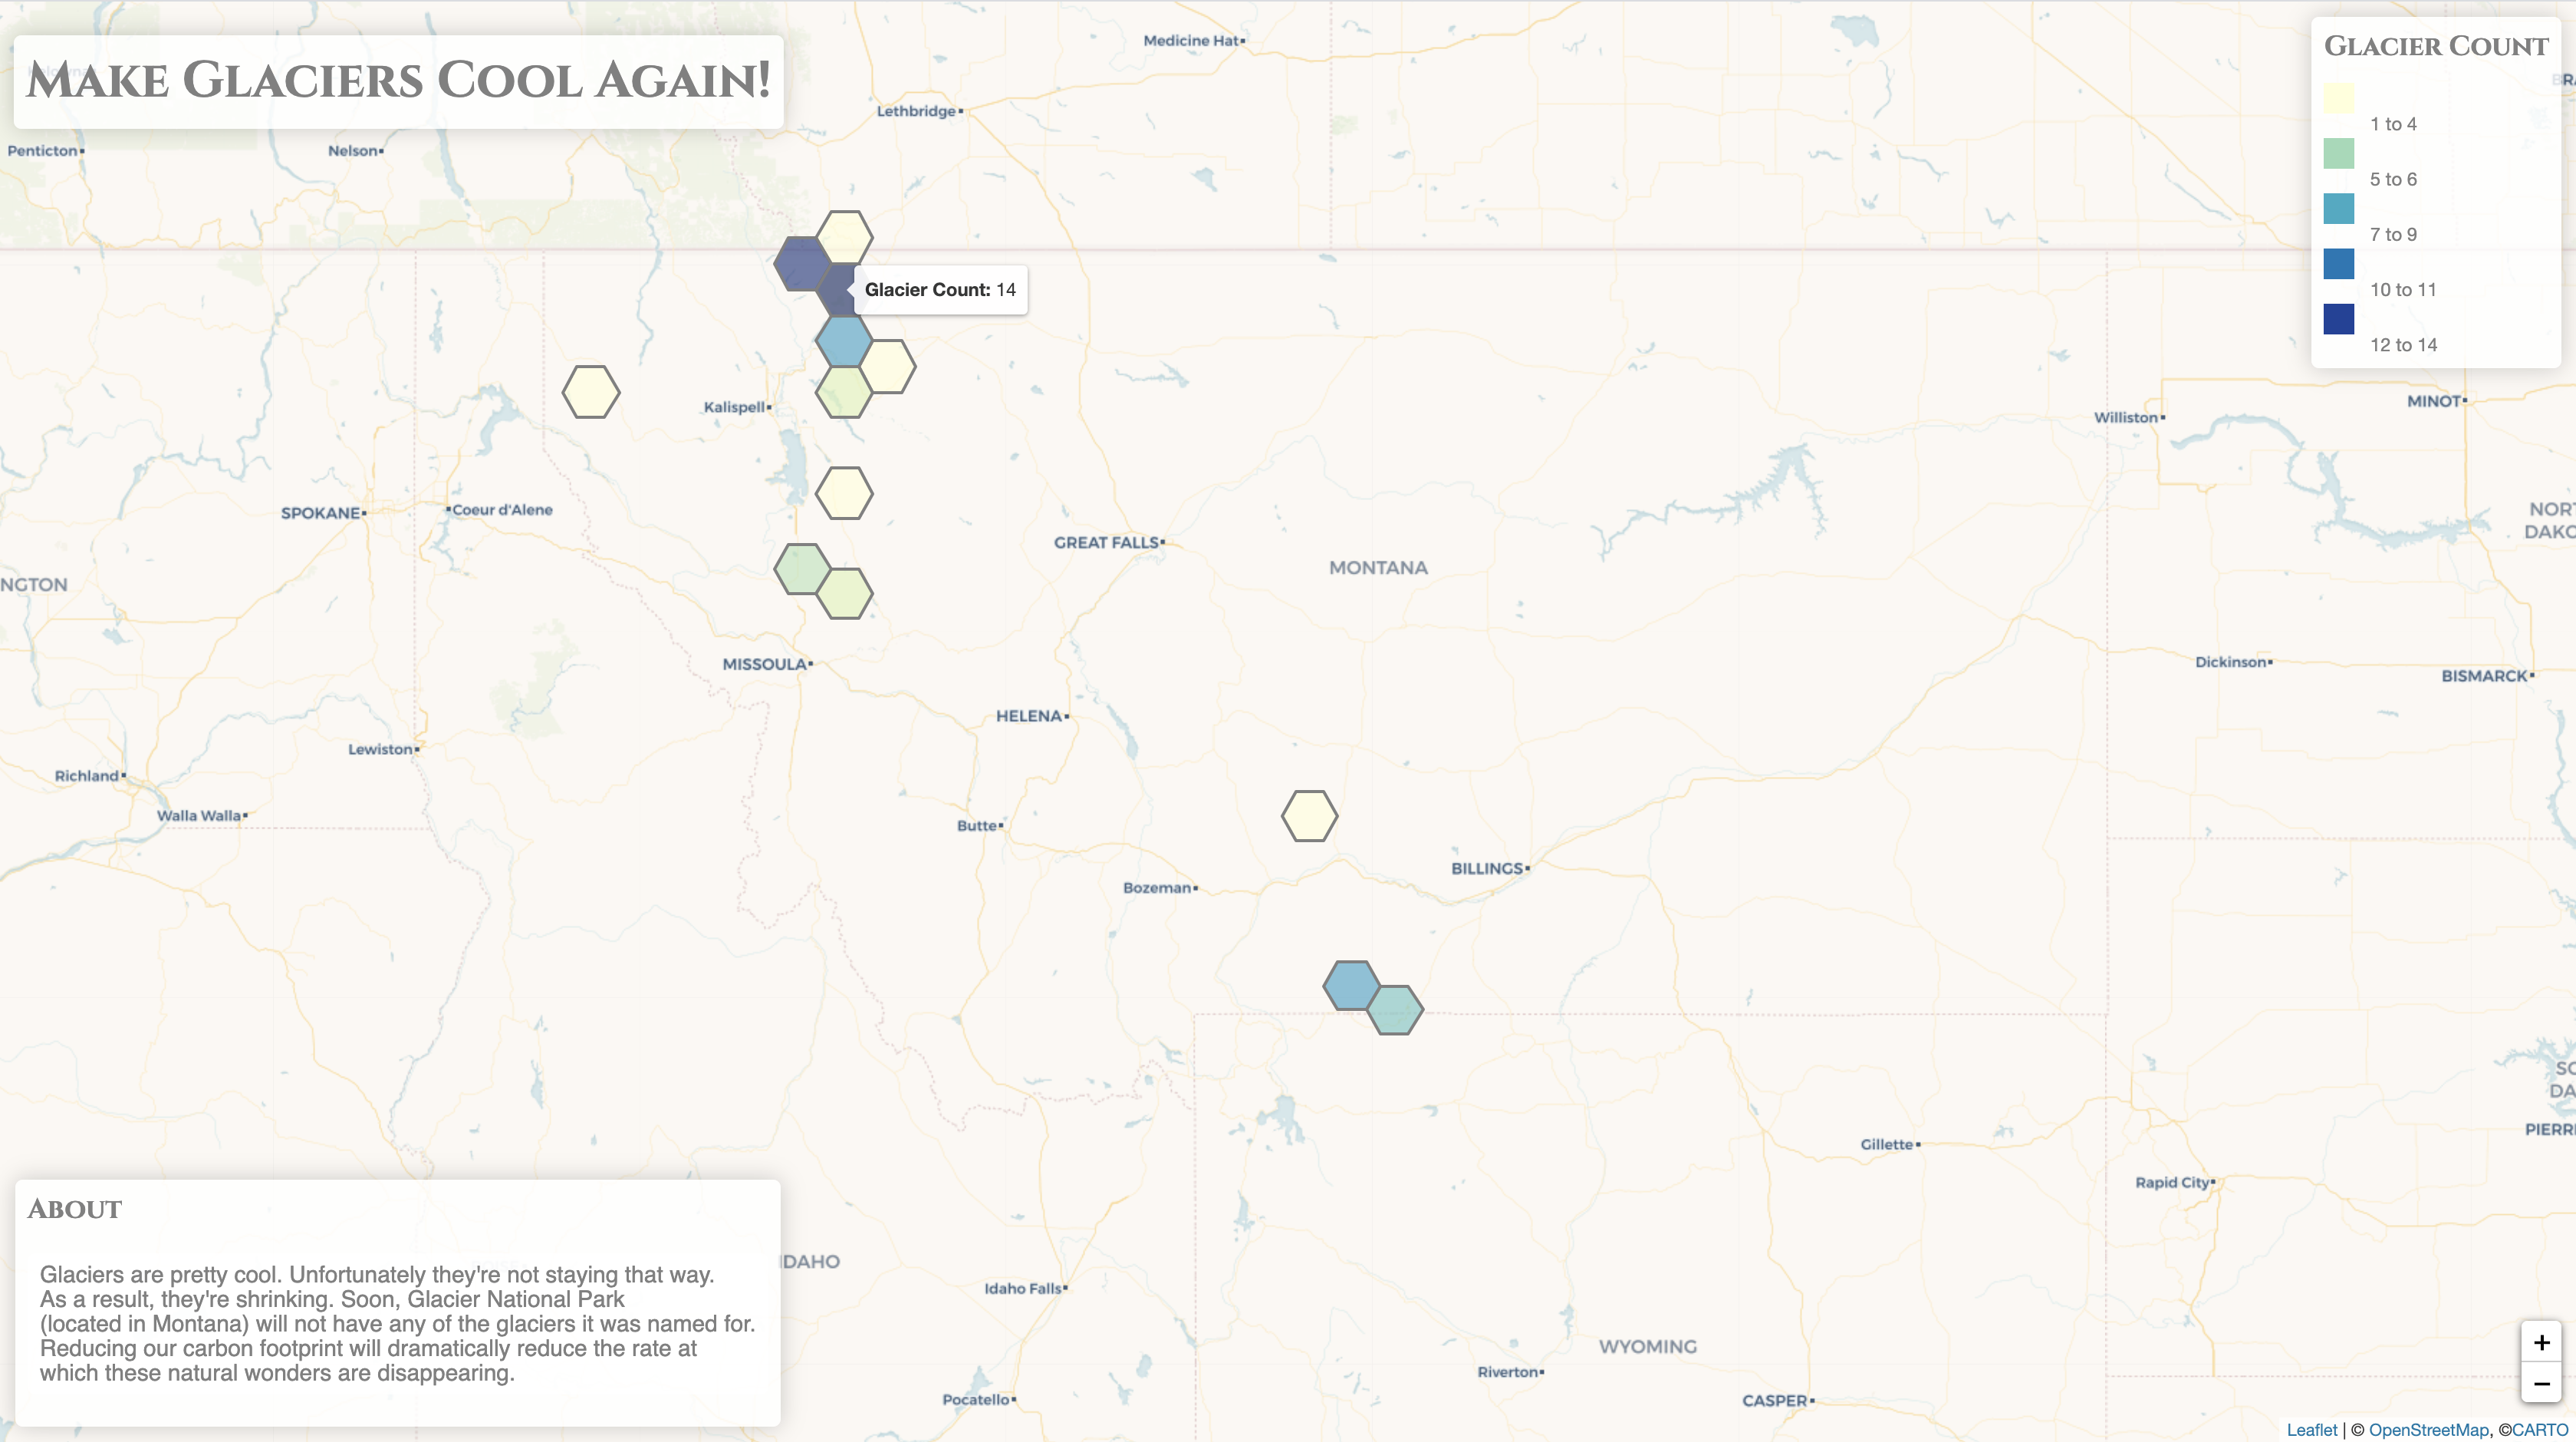 Medicine Hat
GLACIER COUNT
BR
MAKE GLACIERS COOL AGAIN!
1 to 4
Lethbridge
Penticton
Nelson
5 to 6
7 to 9
Glacier Count: 14
10 to 11
12 to 14
Kalispell
MINOT
Williston
SPOKANE
Coeur d'Alene
NOR
DAKO
GREAT FALLS
MONTANA
NGTON
MISSOULA
Dickinson
BISMARCK
HELENA
Lewiston
Richland
Walla Walla
Butte
BILLINGS
Bozeman
SO
DA
PIERR
Gillette
Rapid City
ABOUT
IDAHO
Glaciers are pretty cool. Unfortunately they're not staying that way.
As a result, they're shrinking. Soon, Glacier National Park
(located in Montana) will not have any of the glaciers it was named for.
Reducing our carbon footprint will dramatically reduce the rate at
which these natural wonders are disappearing.
Idaho Falls
WYOMING
+
Riverton
−
Pocatello
CASPER
Leaflet | © OpenStreetMap, ©CARTO